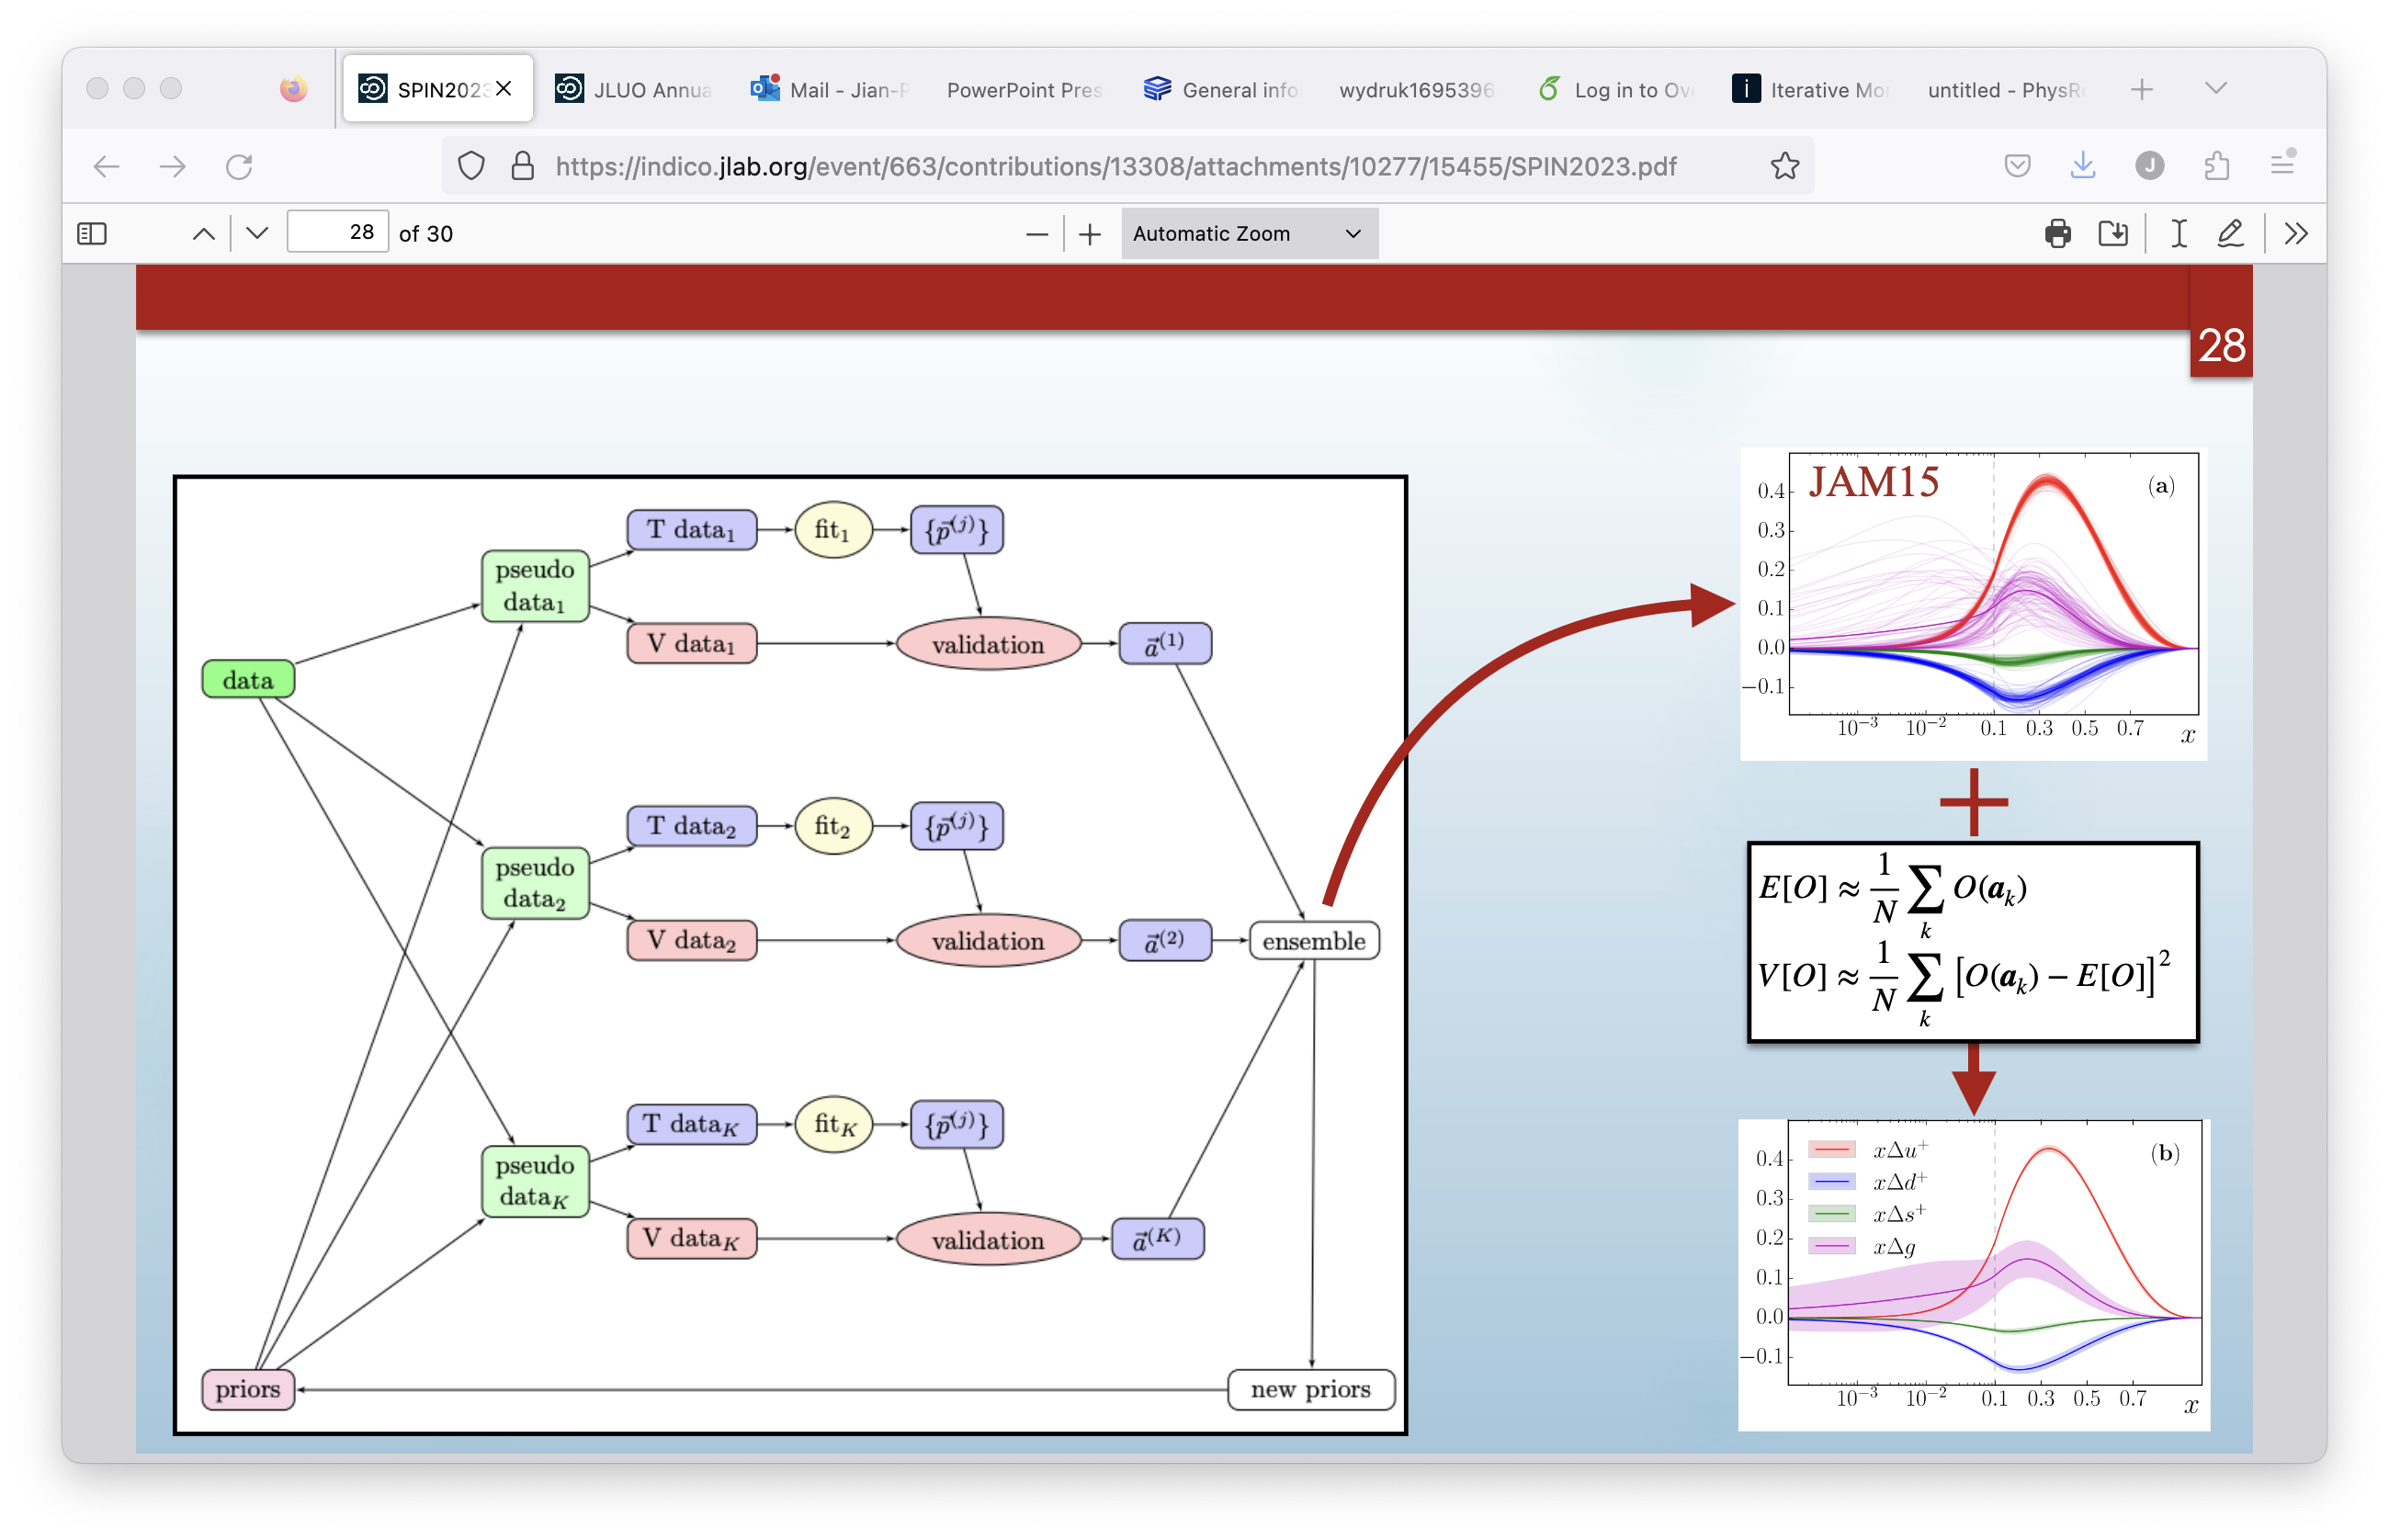 SPIN2023
JLUO Annua
Mail - Jian-P
PowerPoint Pres
General info
wydruk1695396
Log in to Ov
Iterative Mo
untitled - PhysR
https://indico.jlab.org/event/663/contributions/13308/attachments/10277/15455/SPIN2023.pdf
J
28 of 30
Automatic Zoom
28
data
priors
pseudo
data₁
T data₁
fit₁
{p⃗⁽ʲ⁾}
V data₁
validation
a⃗⁽¹⁾
pseudo
data₂
T data₂
fit₂
{p⃗⁽ʲ⁾}
V data₂
validation
a⃗⁽²⁾
ensemble
pseudo
data_K
T data_K
fit_K
{p⃗⁽ʲ⁾}
V data_K
validation
a⃗⁽ᴷ⁾
new priors
JAM15
(a)
0.4
0.3
0.2
0.1
0.0
−0.1
10⁻³ 10⁻² 0.1 0.3 0.5 0.7 x
+
E[O] ≈ 1/N ∑_k O(a_k)
V[O] ≈ 1/N ∑_k [O(a_k) − E[O]]²
(b)
xΔu⁺
xΔd⁺
xΔs⁺
xΔg
0.4
0.3
0.2
0.1
0.0
−0.1
10⁻³ 10⁻² 0.1 0.3 0.5 0.7 x